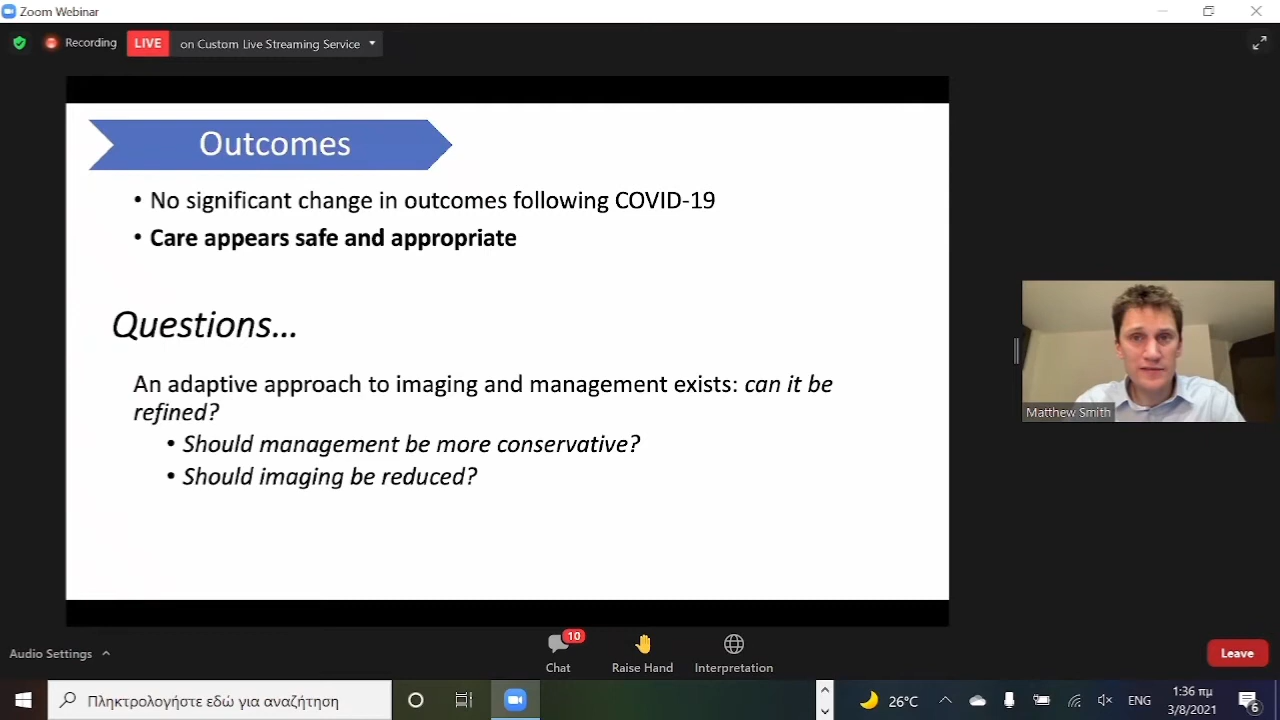 Zoom Webinar
Recording
LIVE
on Custom Live Streaming Service
Outcomes
• No significant change in outcomes following COVID-19
• Care appears safe and appropriate
Questions...
An adaptive approach to imaging and management exists: can it be
refined?
• Should management be more conservative?
• Should imaging be reduced?
Matthew Smith
Audio Settings
10
Chat
Raise Hand
Interpretation
Leave
Πληκτρολογήστε εδώ για αναζήτηση
26°C
ENG
1:36 πμ
3/8/2021
6